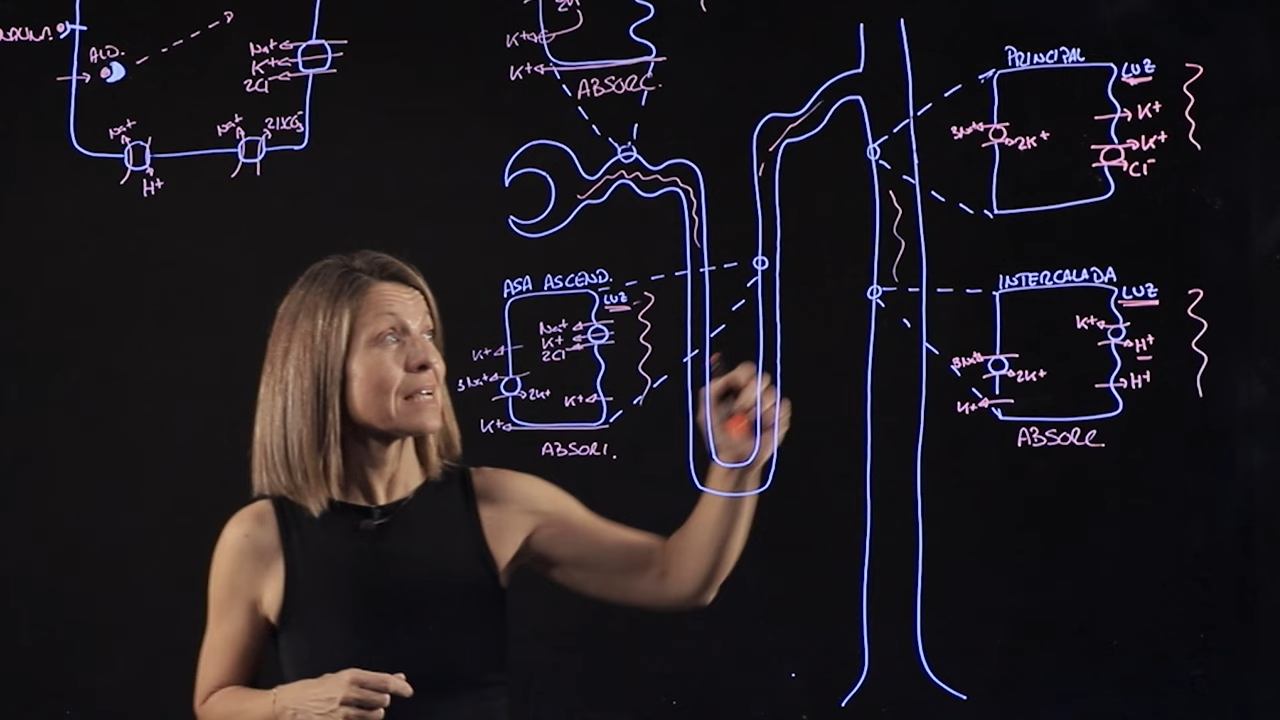 ALD.
Na+
K+
2Cl
Na+
H+
Na+
2HCO3-
K+
K+
ABSORC.
ASA ASCEND.
LUZ
Na+
K+
2Cl
K+
3Na+
2K+
K+
K+
ABSORC.
PRINCIPAL
LUZ
K+
3Na+
2K+
K+
Cl-
INTERCALADA
LUZ
K+
H+
3Na+
2K+
H+
K+
ABSORC